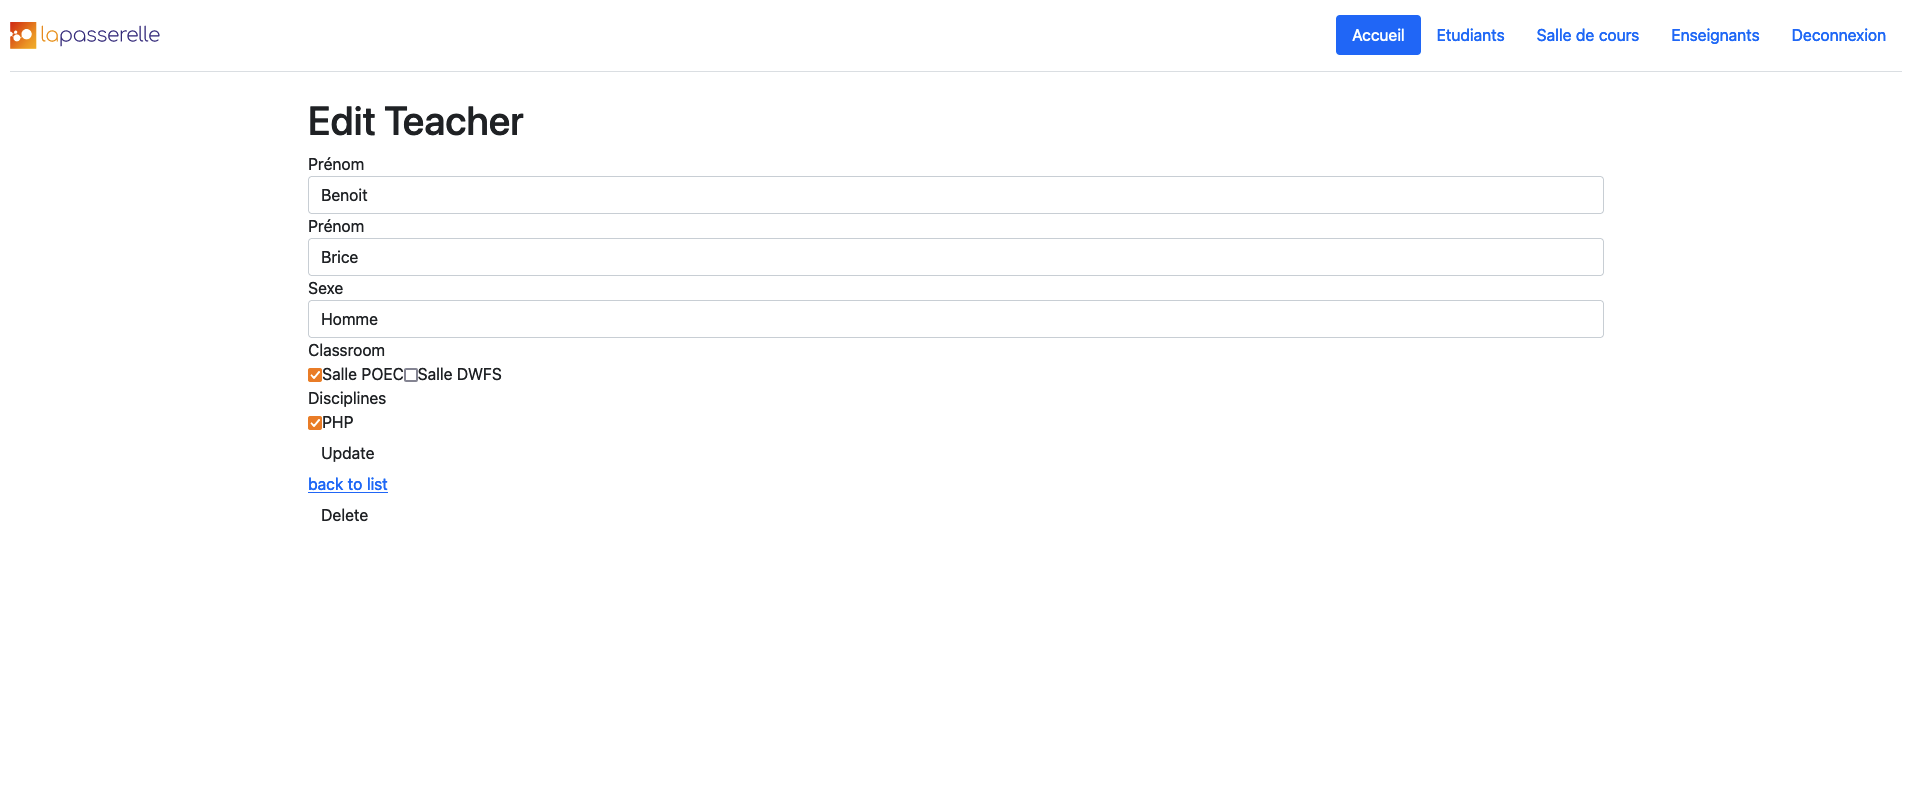 lapasserelle
Accueil Etudiants Salle de cours Enseignants Deconnexion
Edit Teacher
Prénom
Benoit
Prénom
Brice
Sexe
Homme
Classroom
Salle POEC Salle DWFS
Disciplines
PHP
Update
back to list
Delete